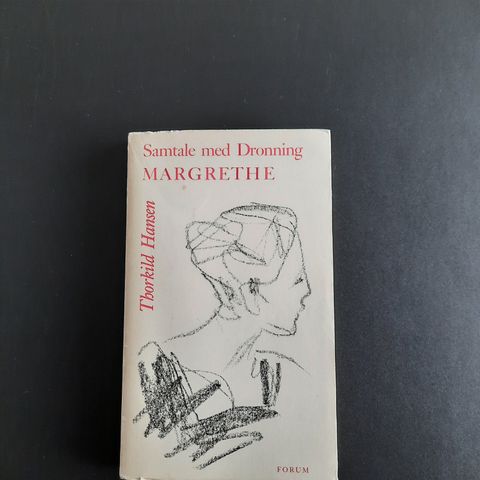 Samtale med Dronning
MARGRETHE
Thorkild Hansen
FORUM